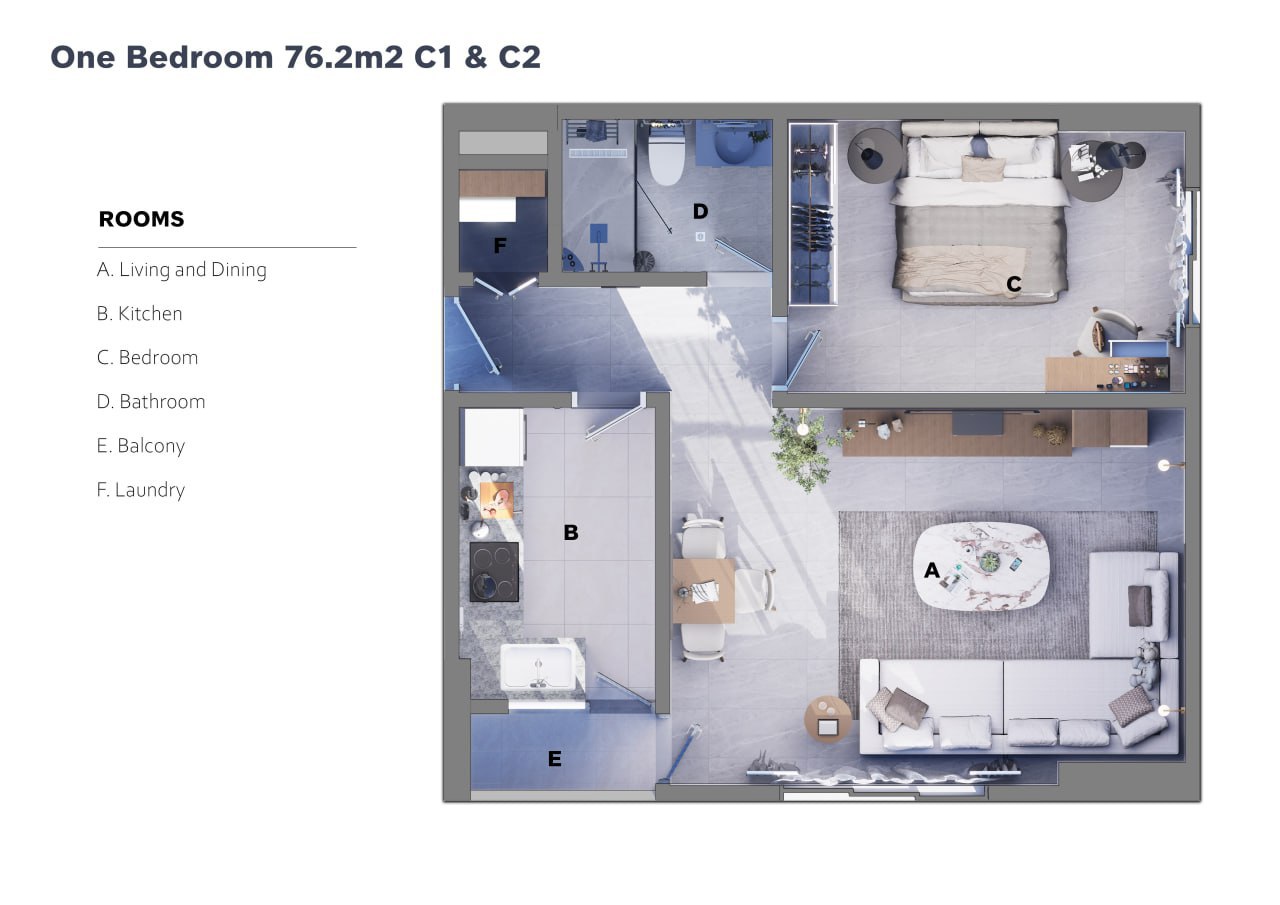 One Bedroom 76.2m2 C1 & C2
ROOMS
A. Living and Dining
B. Kitchen
C. Bedroom
D. Bathroom
E. Balcony
F. Laundry
D
F
C
B
A
E